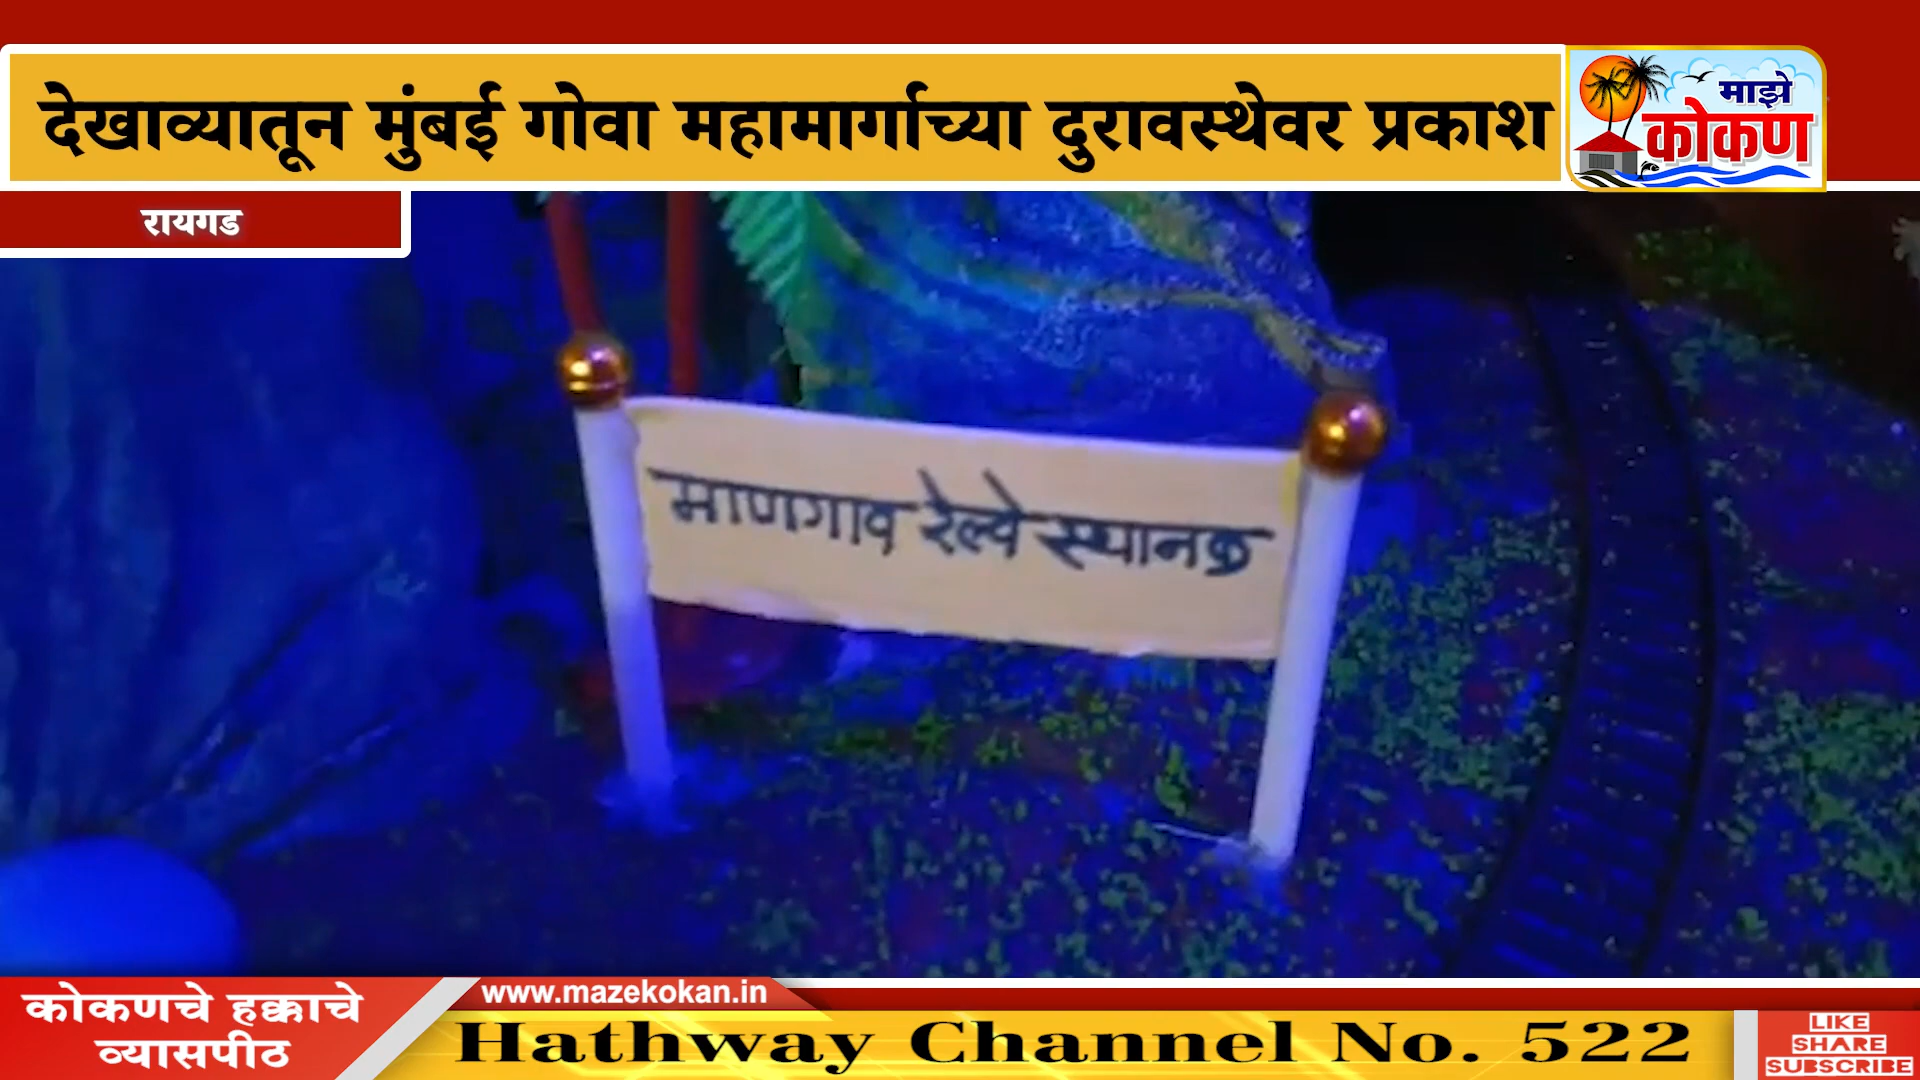 देखाव्यातून मुंबई गोवा महामार्गाच्या दुरावस्थेवर प्रकाश
माझे
कोकण
रायगड
माणगाव रेल्वे स्थानक
कोकणचे हक्काचे
व्यासपीठ
www.mazekokan.in
Hathway Channel No. 522
LIKE
SHARE
SUBSCRIBE